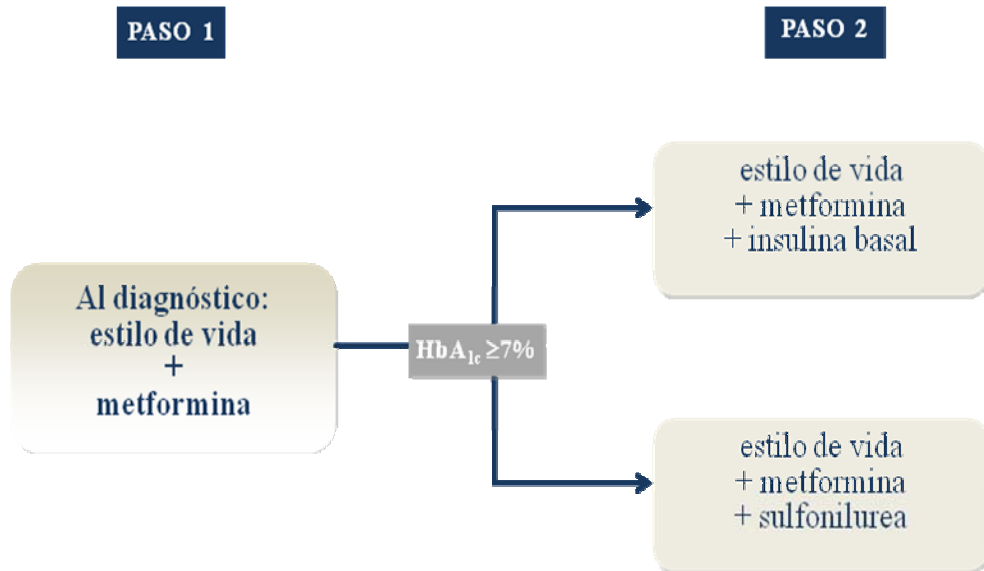 PASO 1
PASO 2
Al diagnóstico:
estilo de vida
+
metformina
HbA1c ≥7%
estilo de vida
+ metformina
+ insulina basal
estilo de vida
+ metformina
+ sulfonilurea